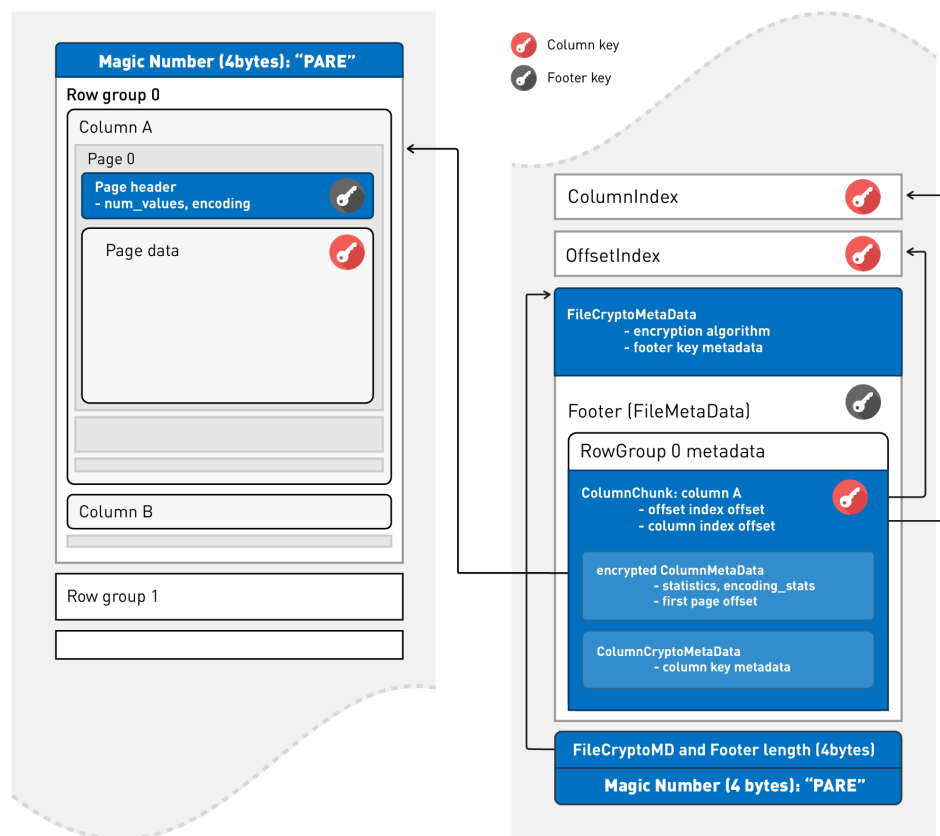 Magic Number (4bytes): “PARE”
Row group 0
Column A
Page 0
Page header
- num_values, encoding
Page data
Column B
Row group 1
Column key
Footer key
ColumnIndex
OffsetIndex
FileCryptoMetaData
- encryption algorithm
- footer key metadata
Footer (FileMetaData)
RowGroup 0 metadata
ColumnChunk: column A
- offset index offset
- column index offset
encrypted ColumnMetaData
- statistics, encoding_stats
- first page offset
ColumnCryptoMetaData
- column key metadata
FileCryptoMD and Footer length (4bytes)
Magic Number (4 bytes): “PARE”